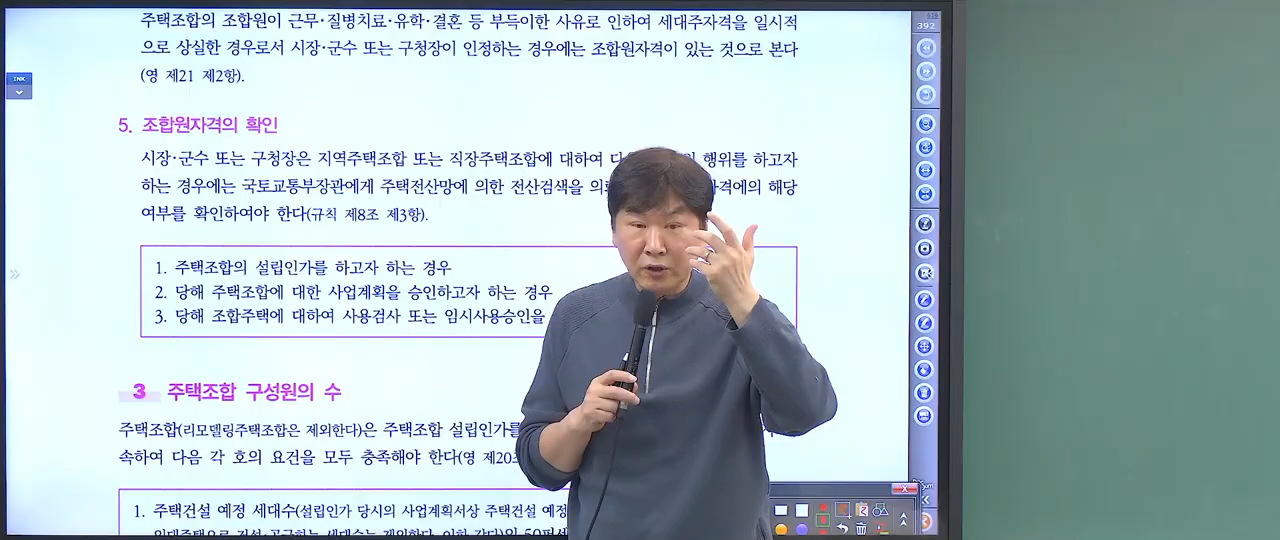 주택조합의 조합원이 근무·질병치료·유학·결혼 등 부득이한 사유로 인하여 세대주자격을 일시적
으로 상실한 경우로서 시장·군수 또는 구청장이 인정하는 경우에는 조합원자격이 있는 것으로 본다
(영 제21 제2항).
5. 조합원자격의 확인
시장·군수 또는 구청장은 지역주택조합 또는 직장주택조합에 대하여 행위를 하고자
하는 경우에는 국토교통부장관에게 주택전산망에 의한 전산검색을 해당
여부를 확인하여야 한다(규칙 제8조 제3항).
1. 주택조합의 설립인가를 하고자 하는 경우
2. 당해 주택조합에 대한 사업계획을 승인하고자 하는 경우
3. 당해 조합주택에 대하여 사용검사 또는 임시사용승인을
3 주택조합 구성원의 수
주택조합(리모델링주택조합은 제외한다)은 주택조합 설립인가를
속하여 다음 각 호의 요건을 모두 충족해야 한다(영
1. 주택건설 예정 세대수(설립인가 당시의 사업계획서상 주택건설 예정
392
INK